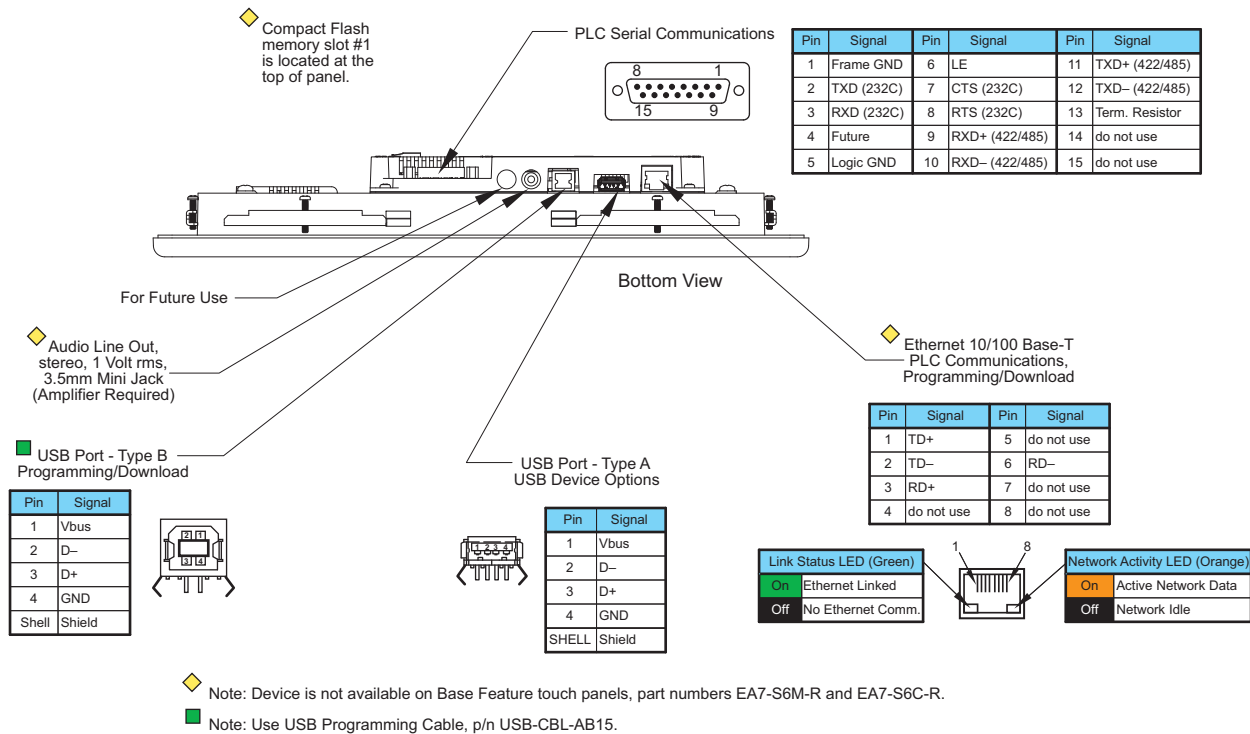 Compact Flash
memory slot #1
is located at the
top of panel.
PLC Serial Communications
8 1
15 9
Pin Signal Pin Signal Pin Signal
1 Frame GND 6 LE 11 TXD+ (422/485)
2 TXD (232C) 7 CTS (232C) 12 TXD– (422/485)
3 RXD (232C) 8 RTS (232C) 13 Term. Resistor
4 Future 9 RXD+ (422/485) 14 do not use
5 Logic GND 10 RXD– (422/485) 15 do not use
Bottom View
For Future Use
Audio Line Out,
stereo, 1 Volt rms,
3.5mm Mini Jack
(Amplifier Required)
Ethernet 10/100 Base-T
PLC Communications,
Programming/Download
Pin Signal Pin Signal
1 TD+ 5 do not use
2 TD– 6 RD–
3 RD+ 7 do not use
4 do not use 8 do not use
USB Port - Type B
Programming/Download
Pin Signal
1 Vbus
2 D–
3 D+
4 GND
Shell Shield
2 1
3 4
USB Port - Type A
USB Device Options
Pin Signal
1 Vbus
2 D–
3 D+
4 GND
SHELL Shield
1 2 3 4
Link Status LED (Green)
On Ethernet Linked
Off No Ethernet Comm.
1 8
Network Activity LED (Orange)
On Active Network Data
Off Network Idle
Note: Device is not available on Base Feature touch panels, part numbers EA7-S6M-R and EA7-S6C-R.
Note: Use USB Programming Cable, p/n USB-CBL-AB15.